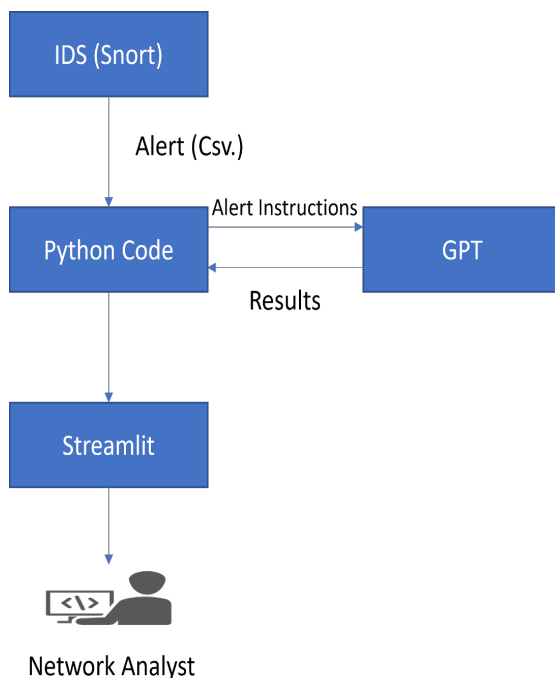 IDS (Snort)
Alert (Csv.)
Alert Instructions
Python Code
GPT
Results
Streamlit
<\>
Network Analyst